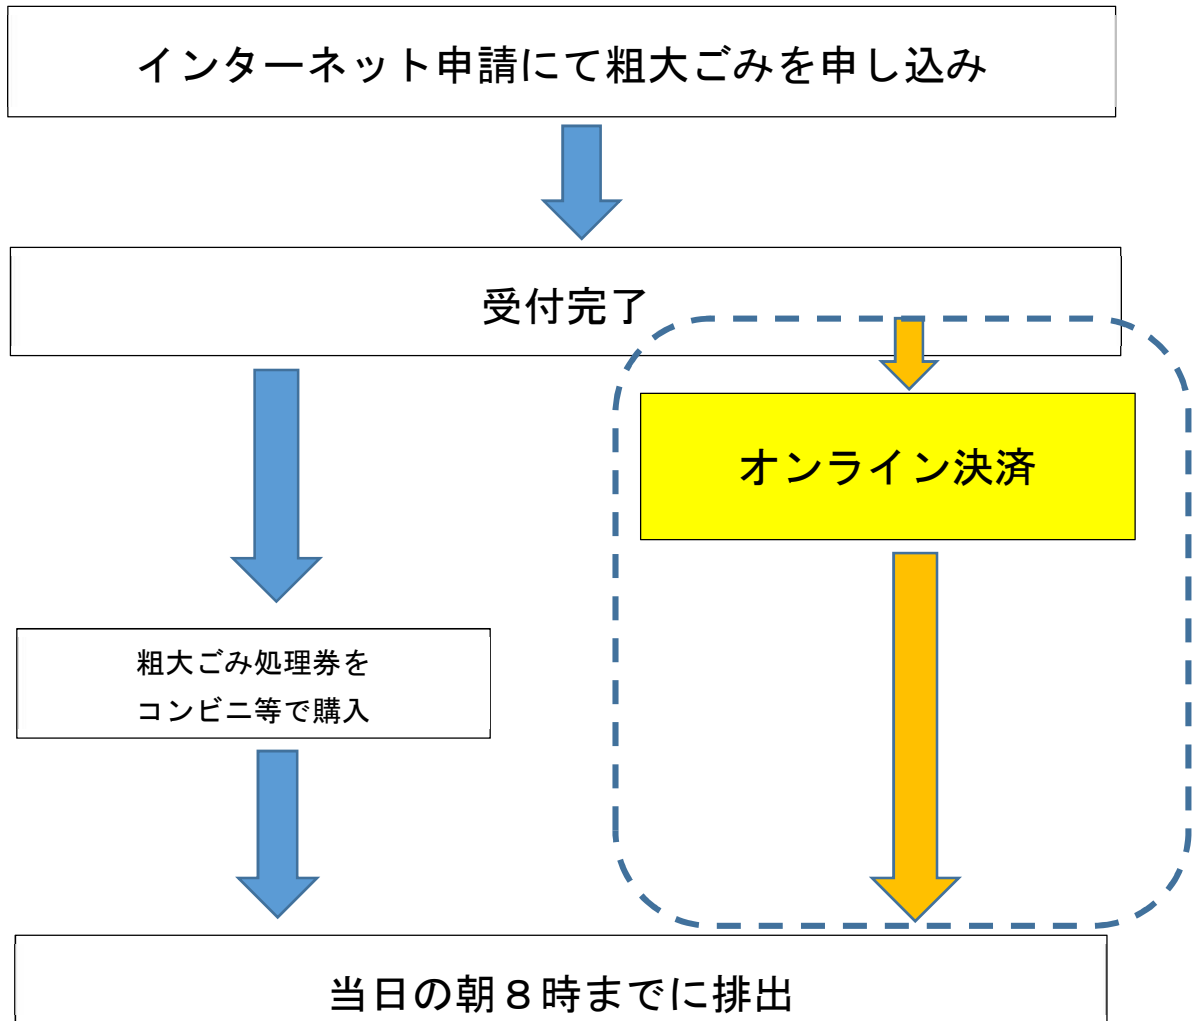 インターネット申請にて粗大ごみを申し込み
受付完了
オンライン決済
粗大ごみ処理券を
コンビニ等で購入
当日の朝８時までに排出